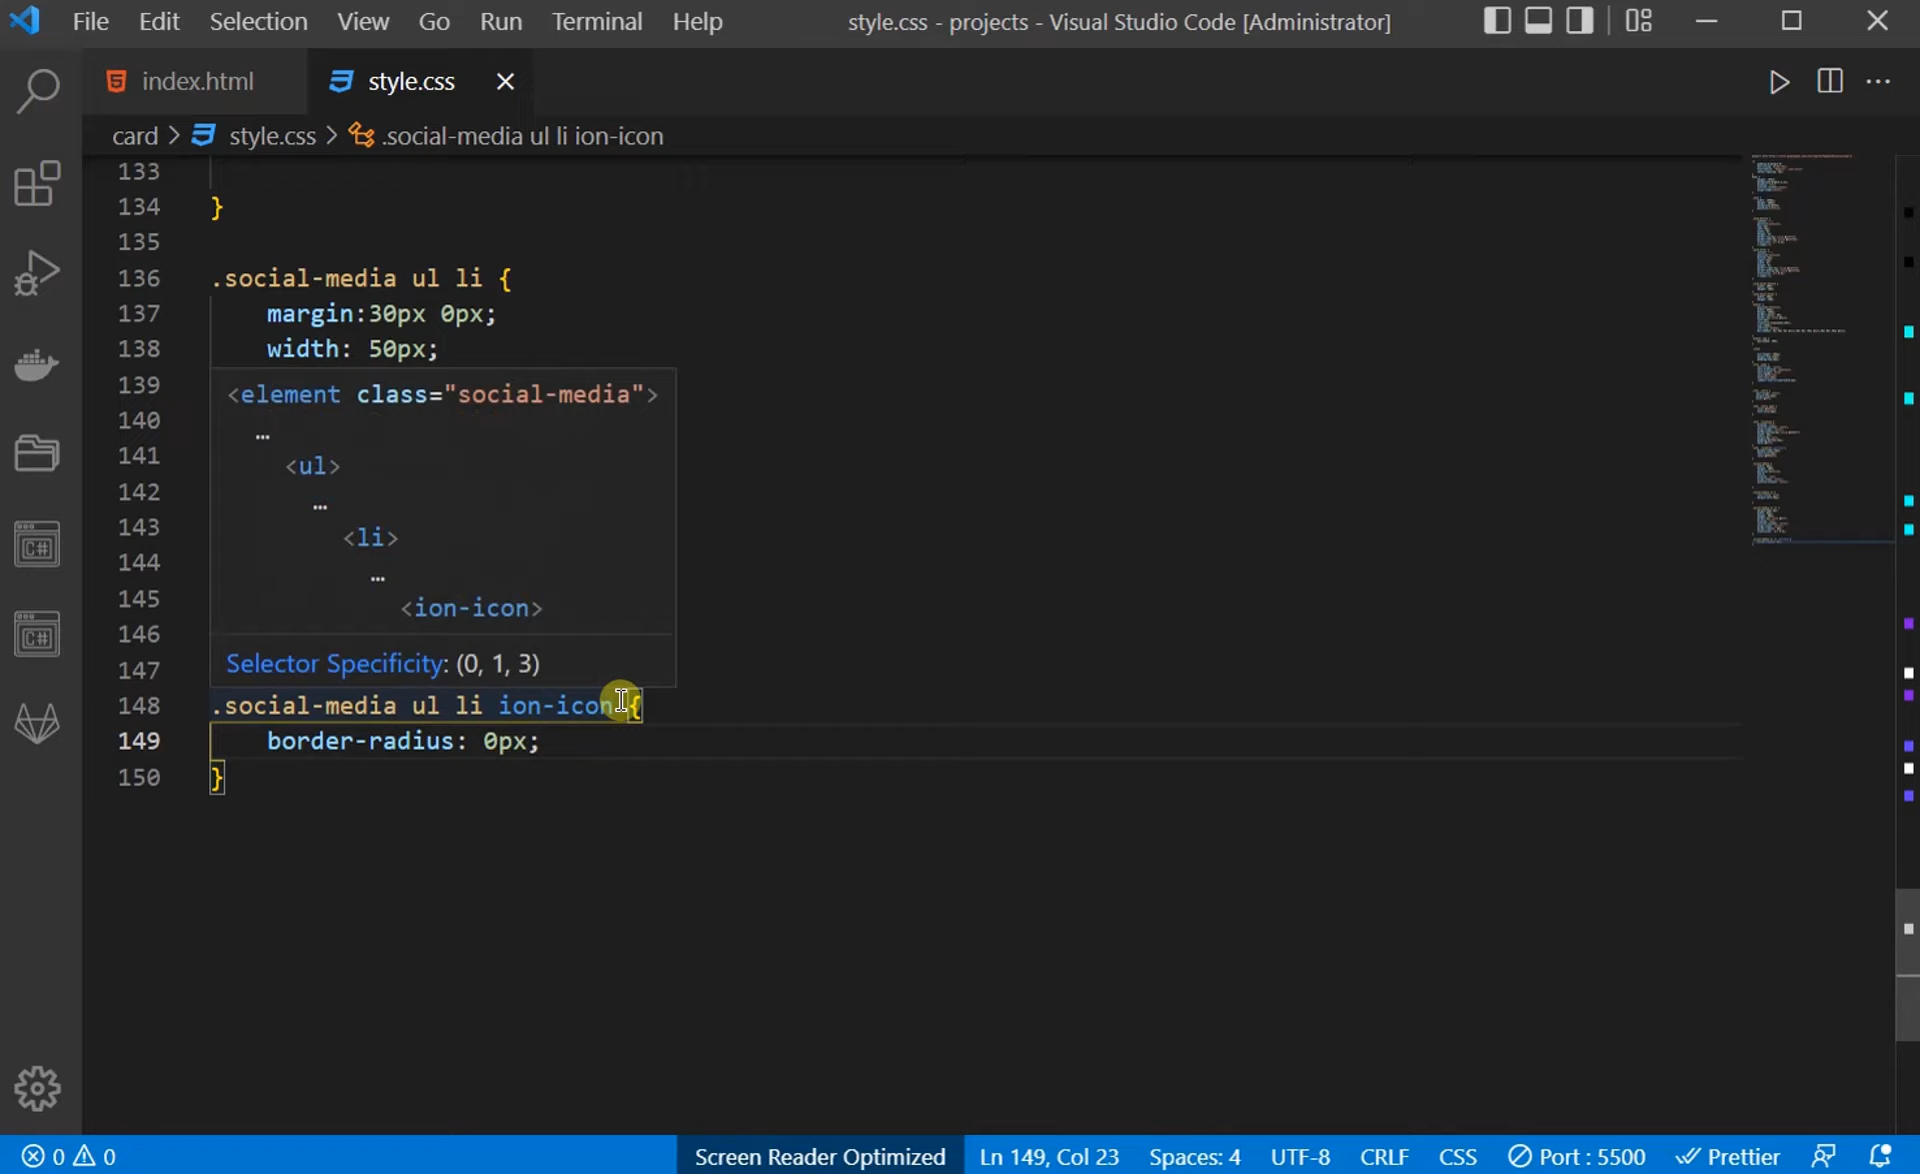 File Edit Selection View Go Run Terminal Help style.css - projects - Visual Studio Code [Administrator]
index.html style.css
card > style.css > .social-media ul li ion-icon
133
134 }
135
136 .social-media ul li {
137 margin:30px 0px;
138 width: 50px;
139 <element class="social-media">
140 …
141 <ul>
142 …
143 <li>
144 …
145 <ion-icon>
146
147 Selector Specificity: (0, 1, 3)
148 .social-media ul li ion-icon {
149 border-radius: 0px;
150 }
C#
C#
0 0 Screen Reader Optimized Ln 149, Col 23 Spaces: 4 UTF-8 CRLF CSS Port : 5500 Prettier